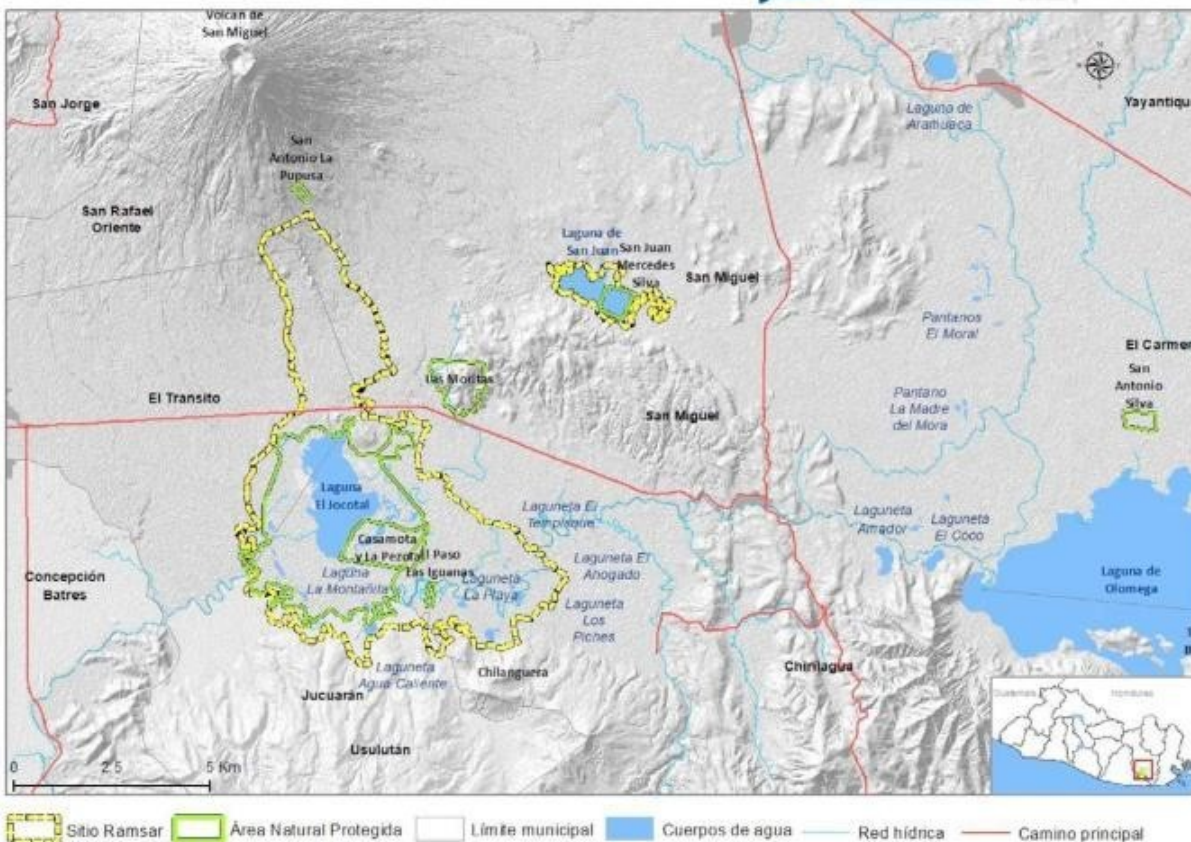 Volcan de
San Miguel
San Jorge
Laguna de
Aramuaca
Yayantiqu
San
Antonio La
Pupusa
San Rafael
Oriente
Laguna de
San Juan
San Juan
Mercedes
Silva
San Miguel
Pantanos
El Moral
El Carmen
San
Antonio
Silva
Las Moritas
El Transito
San Miguel
Pantano
La Madre
del Mora
Laguna
El Jocotal
Laguneta El
Tempisque
Laguneta
Amador
Laguneta
El Coco
Casamota
y La Pezota
El Paso
Las Iguanas
Laguneta El
Ahogado
Laguna de
Olomega
Concepción
Batres
Laguna
La Montañita
Laguneta
La Playa
Laguneta
Los
Piches
Laguneta
Agua Caliente
Chilanguera
Chirilagua
Jucuarán
Usulután
Guatemala
Honduras
0 2.5 5 Km
Sitio Ramsar Área Natural Protegida Límite municipal Cuerpos de agua Red hídrica Camino principal